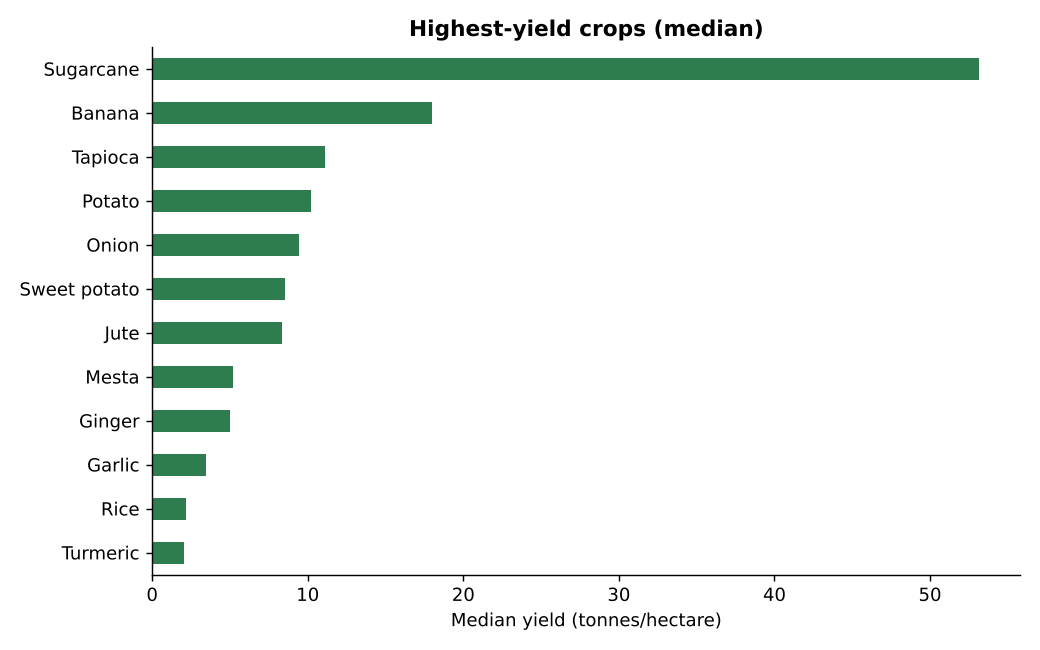 Highest-yield crops (median)
Sugarcane
Banana
Tapioca
Potato
Onion
Sweet potato
Jute
Mesta
Ginger
Garlic
Rice
Turmeric
0 10 20 30 40 50
Median yield (tonnes/hectare)